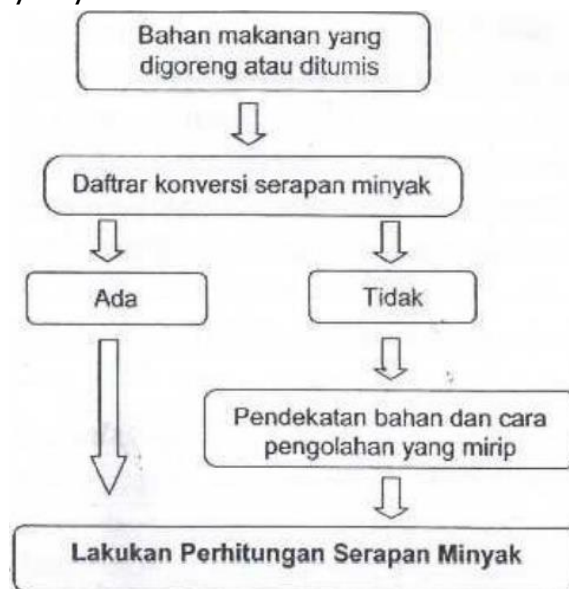 Bahan makanan yang
digoreng atau ditumis
Daftrar konversi serapan minyak
Ada
Tidak
Pendekatan bahan dan cara
pengolahan yang mirip
Lakukan Perhitungan Serapan Minyak